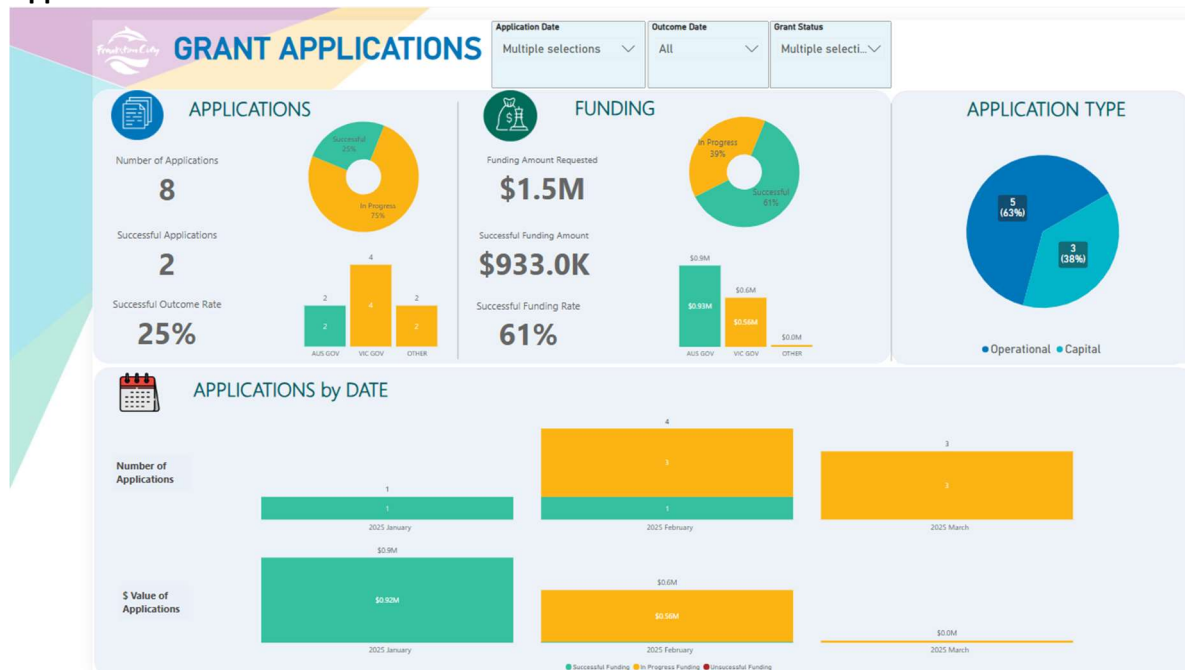 Frankston City
GRANT APPLICATIONS
Application Date
Multiple selections
Outcome Date
All
Grant Status
Multiple selecti...
APPLICATIONS
Number of Applications
8
Successful Applications
2
Successful Outcome Rate
25%
Successful
25%
In Progress
75%
2
4
2
2
4
2
AUS GOV
VIC GOV
OTHER
FUNDING
Funding Amount Requested
$1.5M
Successful Funding Amount
$933.0K
Successful Funding Rate
61%
In Progress
39%
Successful
61%
$0.9M
$0.6M
$0.0M
$0.93M
$0.56M
AUS GOV
VIC GOV
OTHER
APPLICATION TYPE
5
(63%)
3
(38%)
Operational
Capital
APPLICATIONS by DATE
Number of
Applications
1
1
2025 January
4
3
1
2025 February
3
3
2025 March
$ Value of
Applications
$0.9M
$0.92M
2025 January
$0.6M
$0.56M
2025 February
$0.0M
2025 March
Successful Funding
In Progress Funding
Unsuccessful Funding